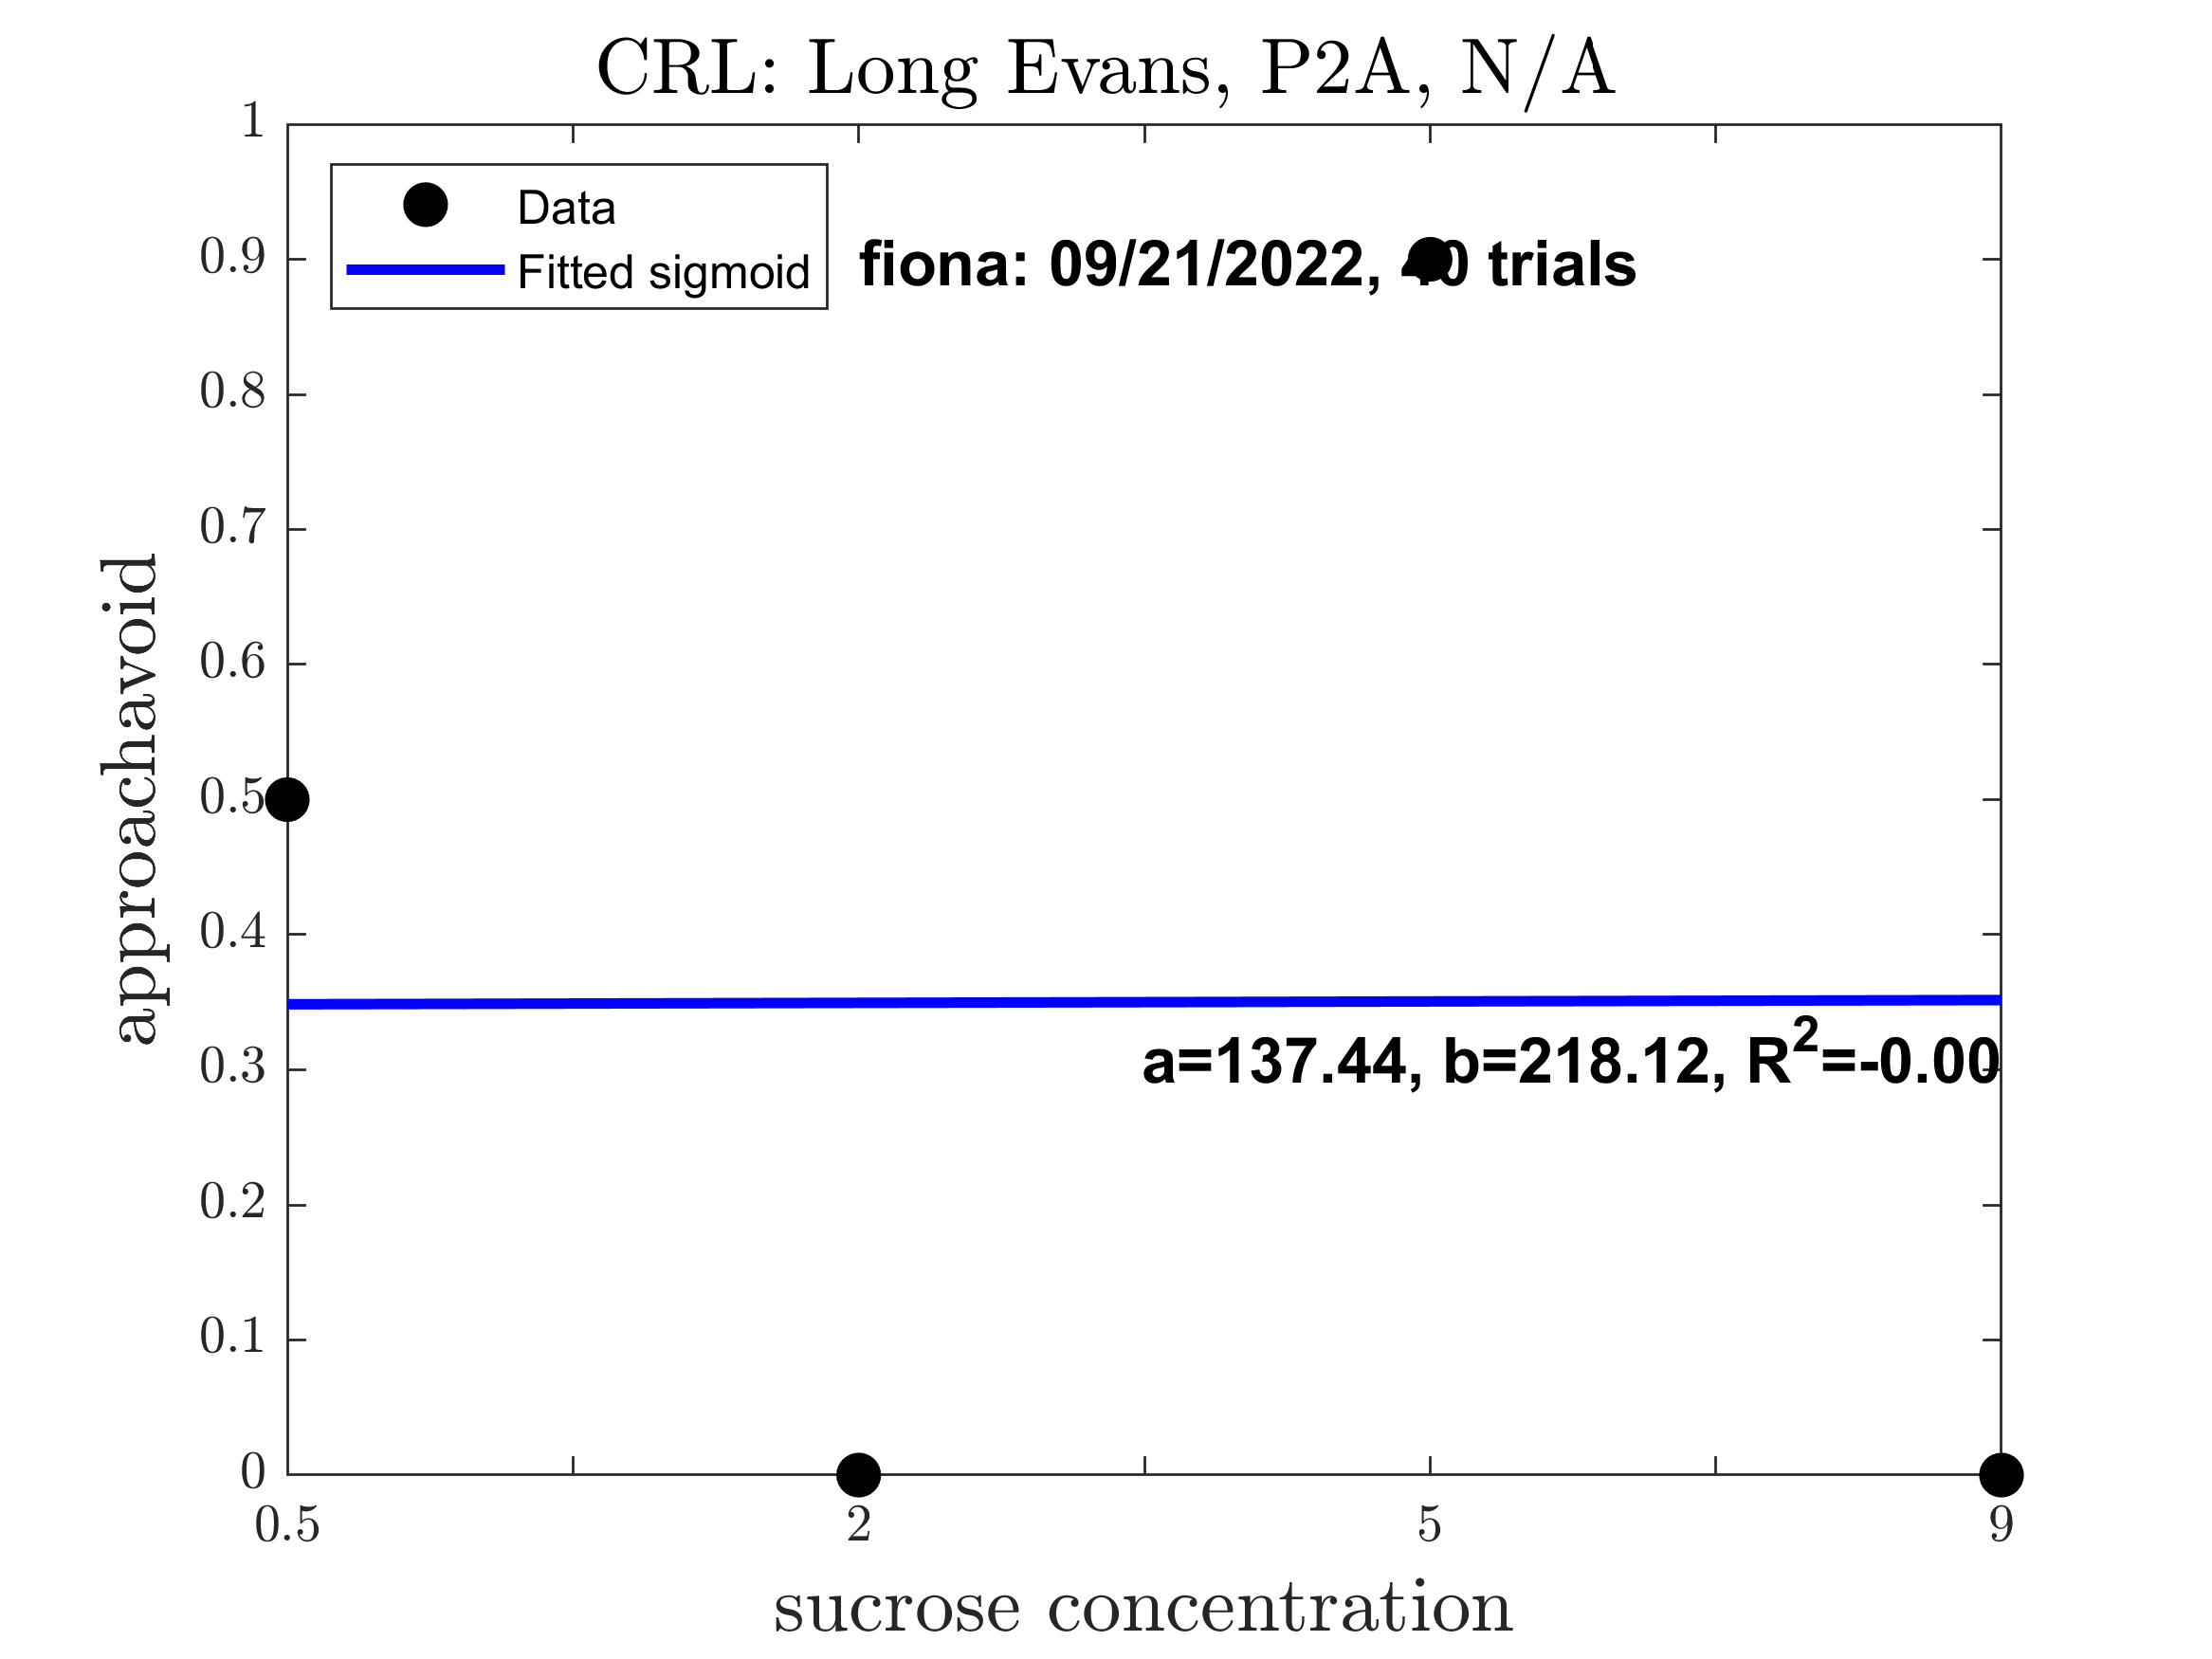 CRL: Long Evans, P2A, N/A
1
0.9
0.8
0.7
0.6
0.5
0.4
0.3
0.2
0.1
0
approachavoid
Data
Fitted sigmoid
fiona: 09/21/2022, 40 trials
a=137.44, b=218.12, R²=-0.00
0.5 2 5 9
sucrose concentration